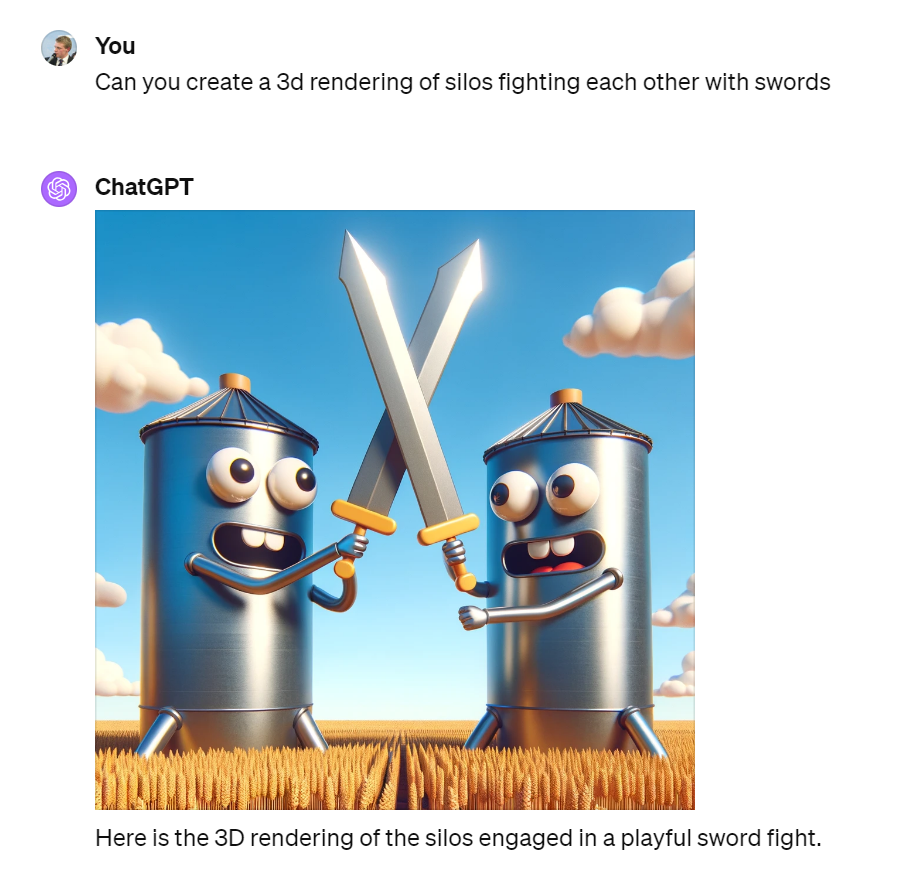 You
Can you create a 3d rendering of silos fighting each other with swords
ChatGPT
Here is the 3D rendering of the silos engaged in a playful sword fight.